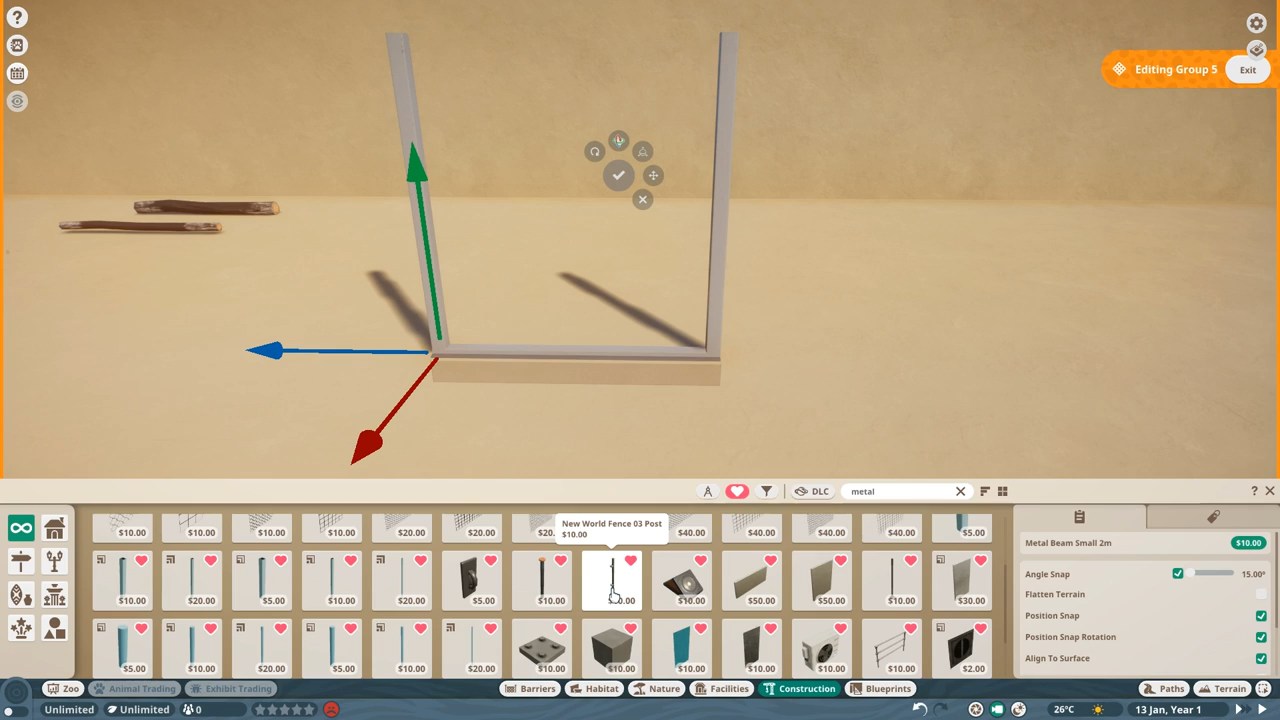 Editing Group 5
Exit
DLC
metal
?
New World Fence 03 Post
$10.00
$10.00 $10.00 $10.00 $10.00 $20.00 $20.00 $40.00 $40.00 $40.00 $40.00 $5.00
$10.00 $20.00 $5.00 $10.00 $20.00 $5.00 $10.00 $10.00 $50.00 $50.00 $10.00 $30.00
$5.00 $10.00 $20.00 $5.00 $10.00 $20.00 $10.00 $10.00 $10.00 $10.00 $10.00 $10.00 $2.00
Metal Beam Small 2m
$10.00
Angle Snap
15.00°
Flatten Terrain
Position Snap
Position Snap Rotation
Align To Surface
Zoo
Animal Trading
Exhibit Trading
Barriers
Habitat
Nature
Facilities
Construction
Blueprints
Paths
Terrain
Unlimited
Unlimited
0
26°C
13 Jan, Year 1